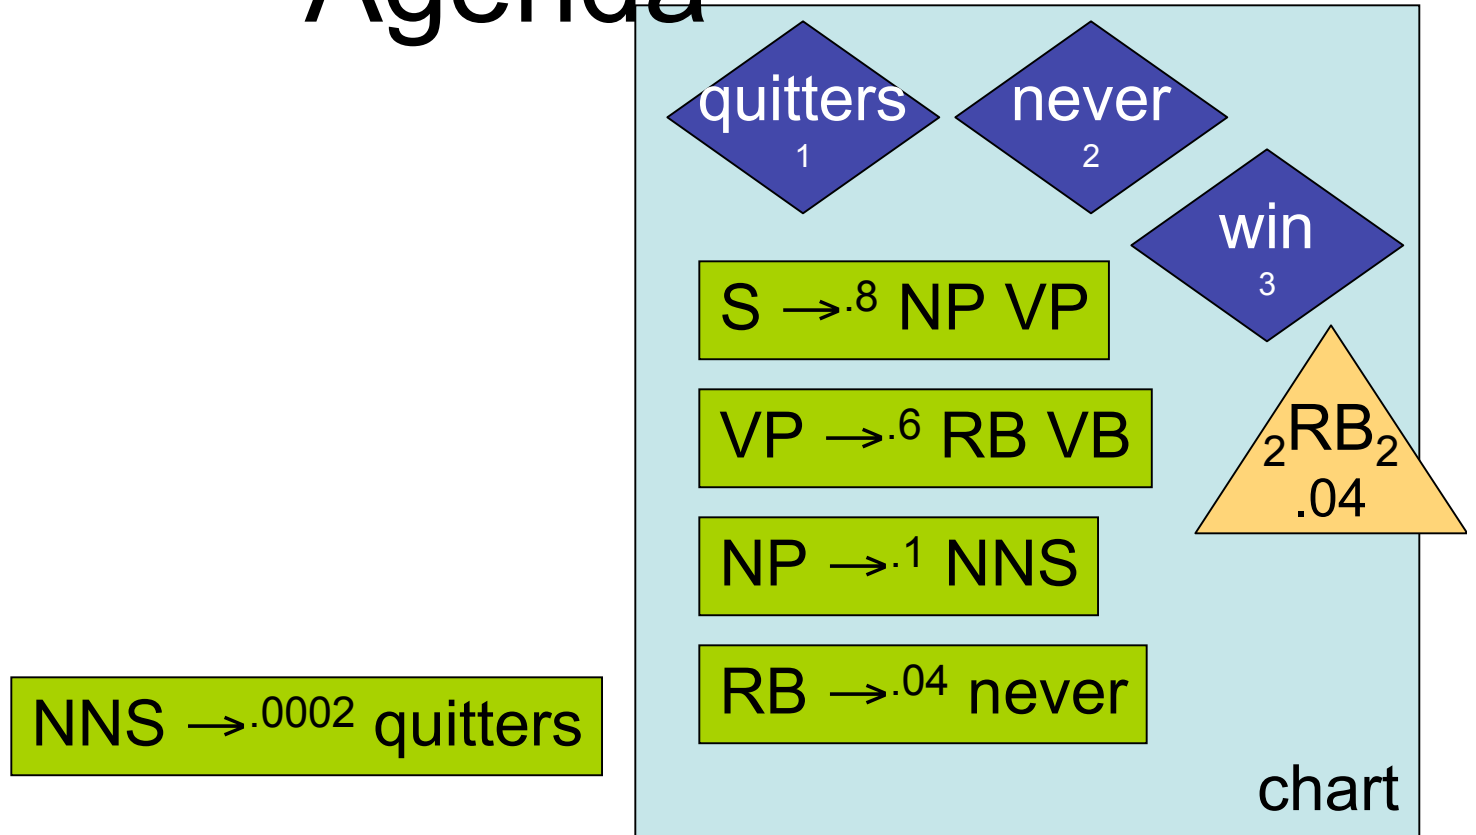 Agenda
quitters
1
never
2
win
3
S →.8 NP VP
VP →.6 RB VB
₂RB₂
.04
NP →.1 NNS
RB →.04 never
NNS →.0002 quitters
chart